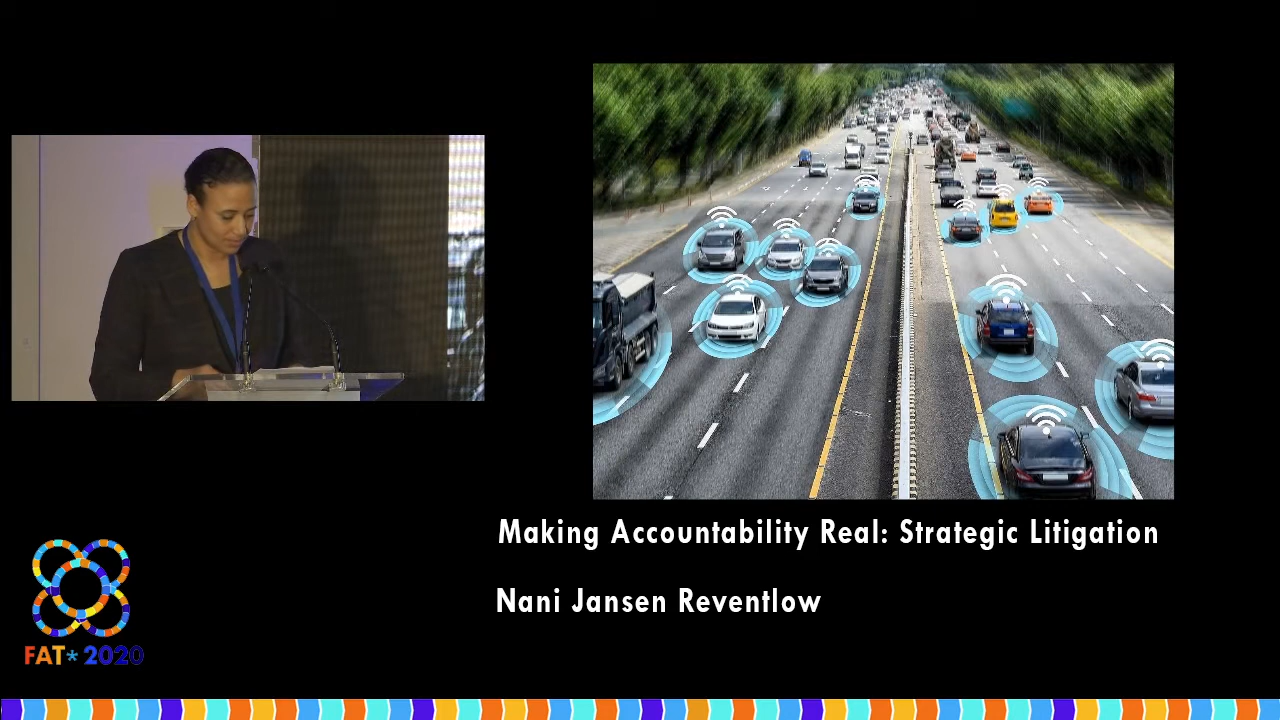 Making Accountability Real: Strategic Litigation
Nani Jansen Reventlow
FAT* 2020